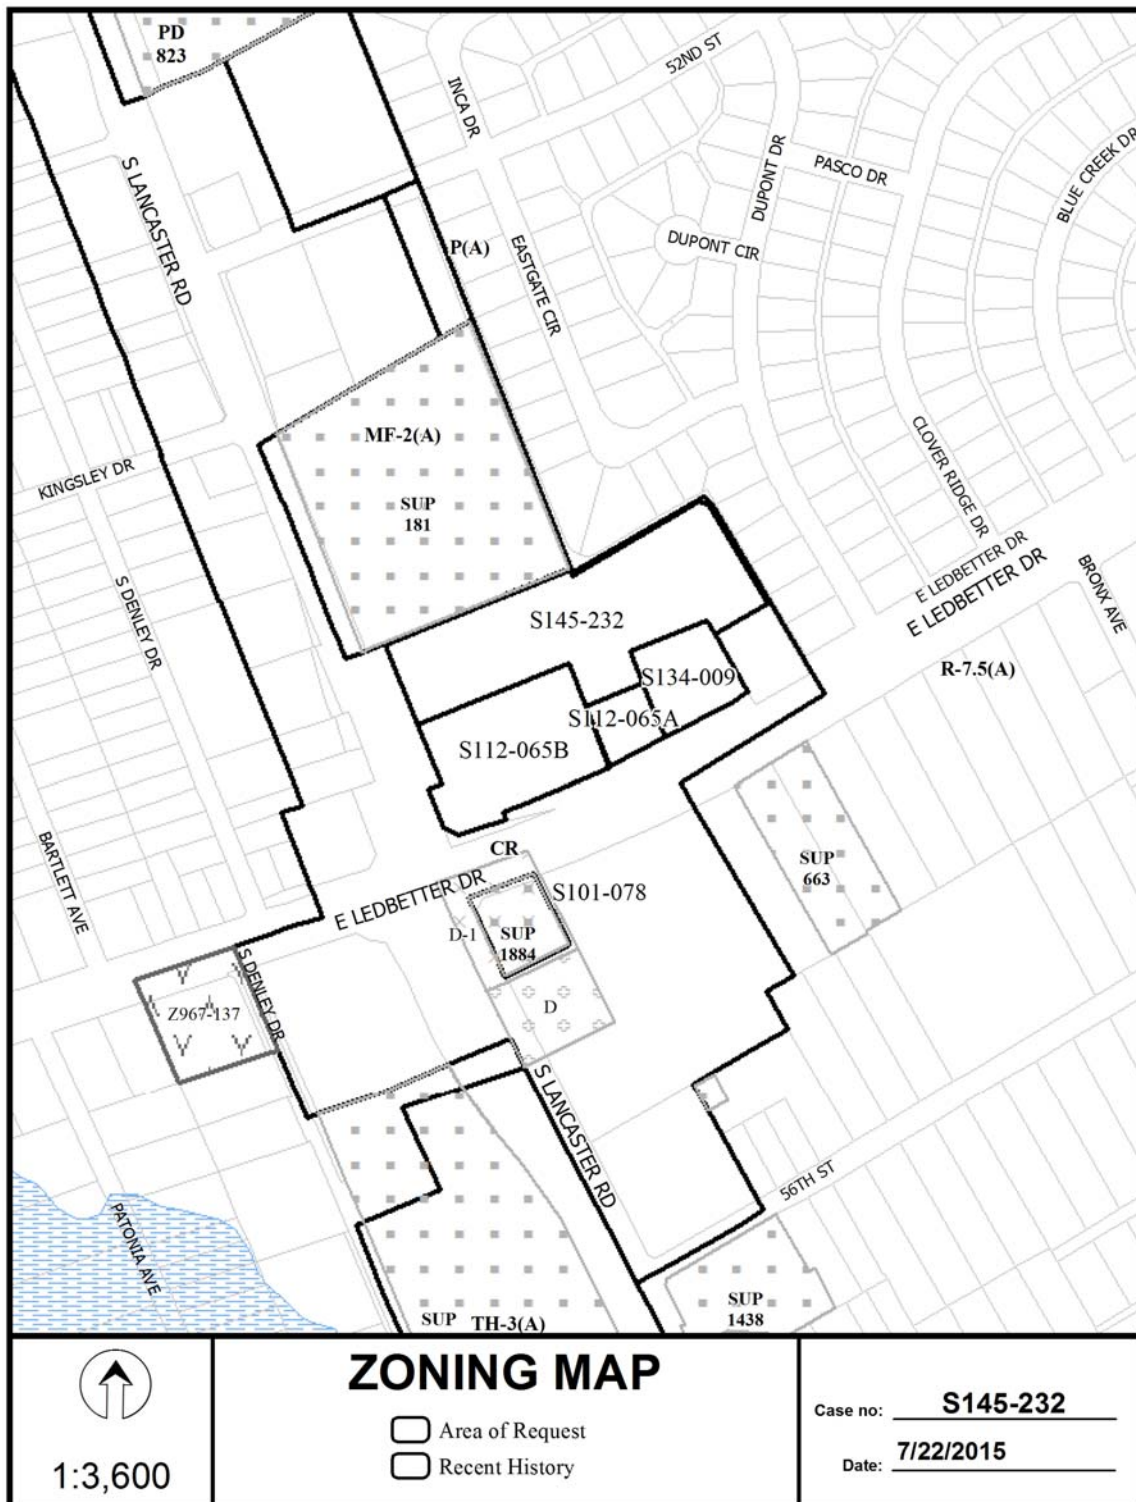 PD
823
INCA DR
52ND ST
S LANCASTER RD
DUPONT DR
PASCO DR
BLUE CREEK DR
P(A)
EASTGATE CIR
DUPONT CIR
MF-2(A)
KINGSLEY DR
SUP
181
CLOVER RIDGE DR
E LEDBETTER DR
E LEDBETTER DR
BRONX AVE
S DENLEY DR
S145-232
S134-009
R-7.5(A)
S112-065A
S112-065B
BARTLETT AVE
CR
SUP
663
E LEDBETTER DR
S101-078
D-1
SUP
1884
S DENLEY DR
Z967-137
D
S LANCASTER RD
56TH ST
PATONIA AVE
SUP
1438
SUP
TH-3(A)
1:3,600
ZONING MAP
Area of Request
Recent History
Case no: S145-232
Date: 7/22/2015